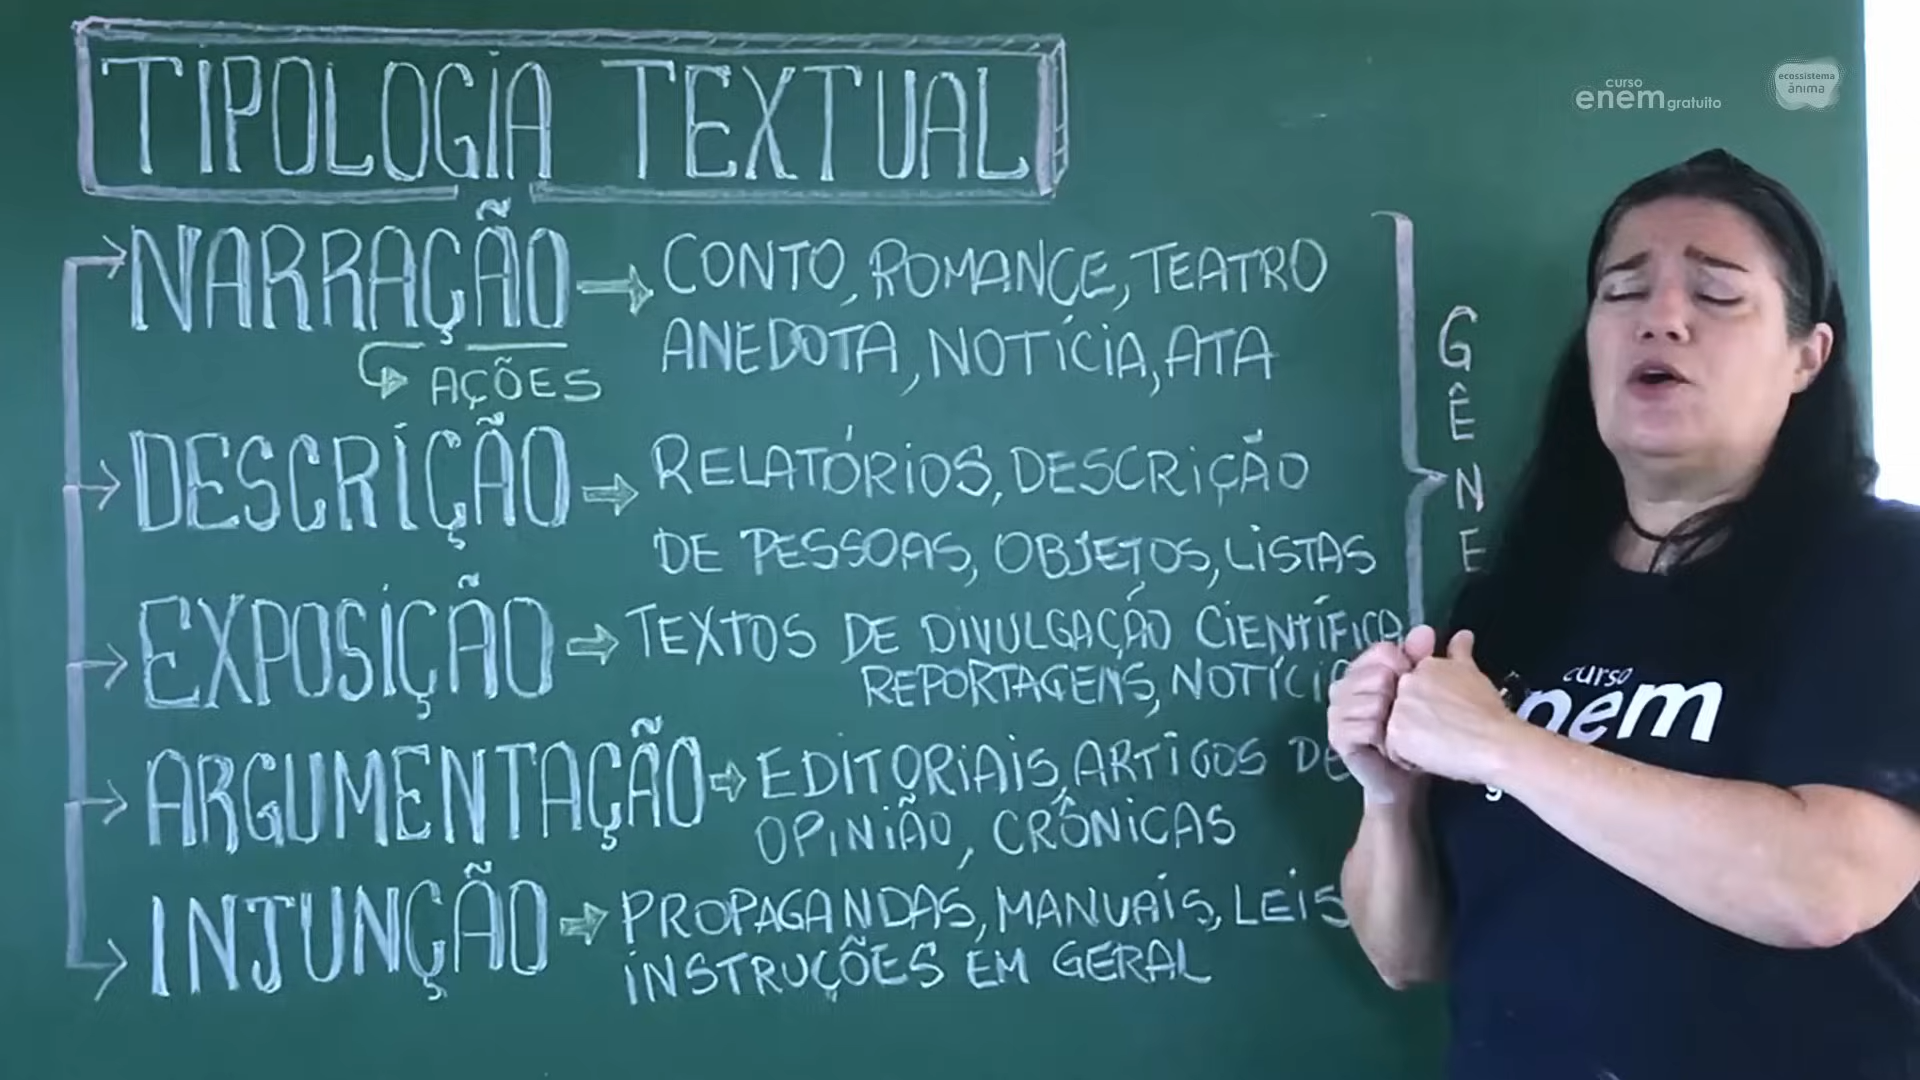 TIPOLOGIA TEXTUAL
curso
enem gratuito
ecossistema
ânima
NARRAÇÃO → CONTO, ROMANCE, TEATRO
ANEDOTA, NOTÍCIA, ATA
AÇÕES
DESCRIÇÃO → RELATÓRIOS, DESCRIÇÃO
DE PESSOAS, OBJETOS, LISTAS
EXPOSIÇÃO → TEXTOS DE DIVULGAÇÃO CIENTÍFICA
REPORTAGENS,
ARGUMENTAÇÃO → EDITORIAIS, ARTIGOS DE
OPINIÃO, CRÔNICAS
INJUNÇÃO → PROPAGANDAS, MANUAIS, LEIS
INSTRUÇÕES EM GERAL
G
Ê
N
E
curso